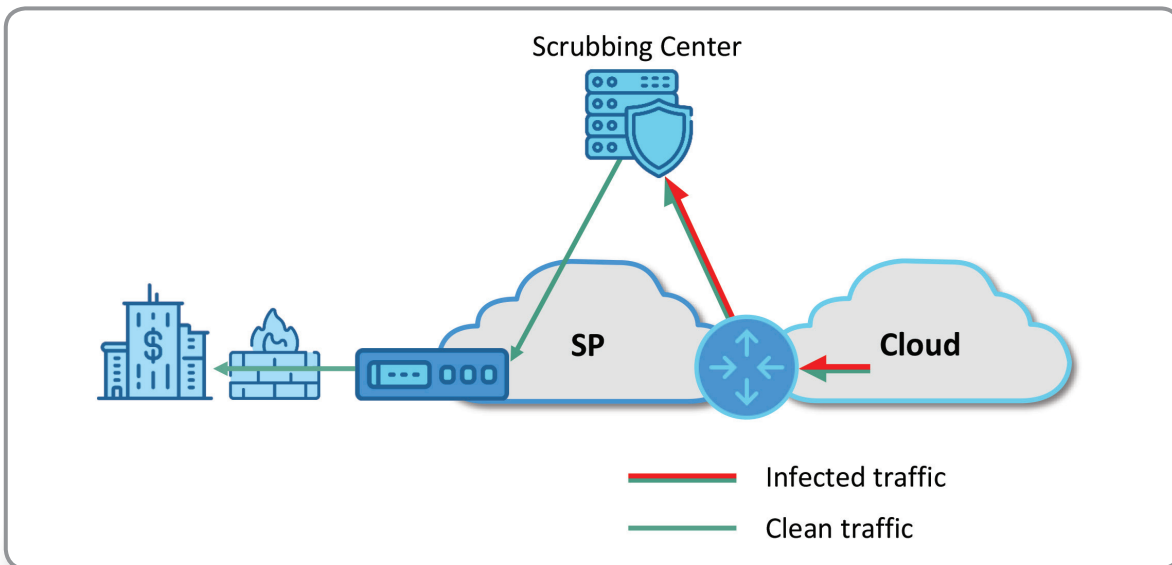 Scrubbing Center
$
SP
Cloud
Infected traffic
Clean traffic